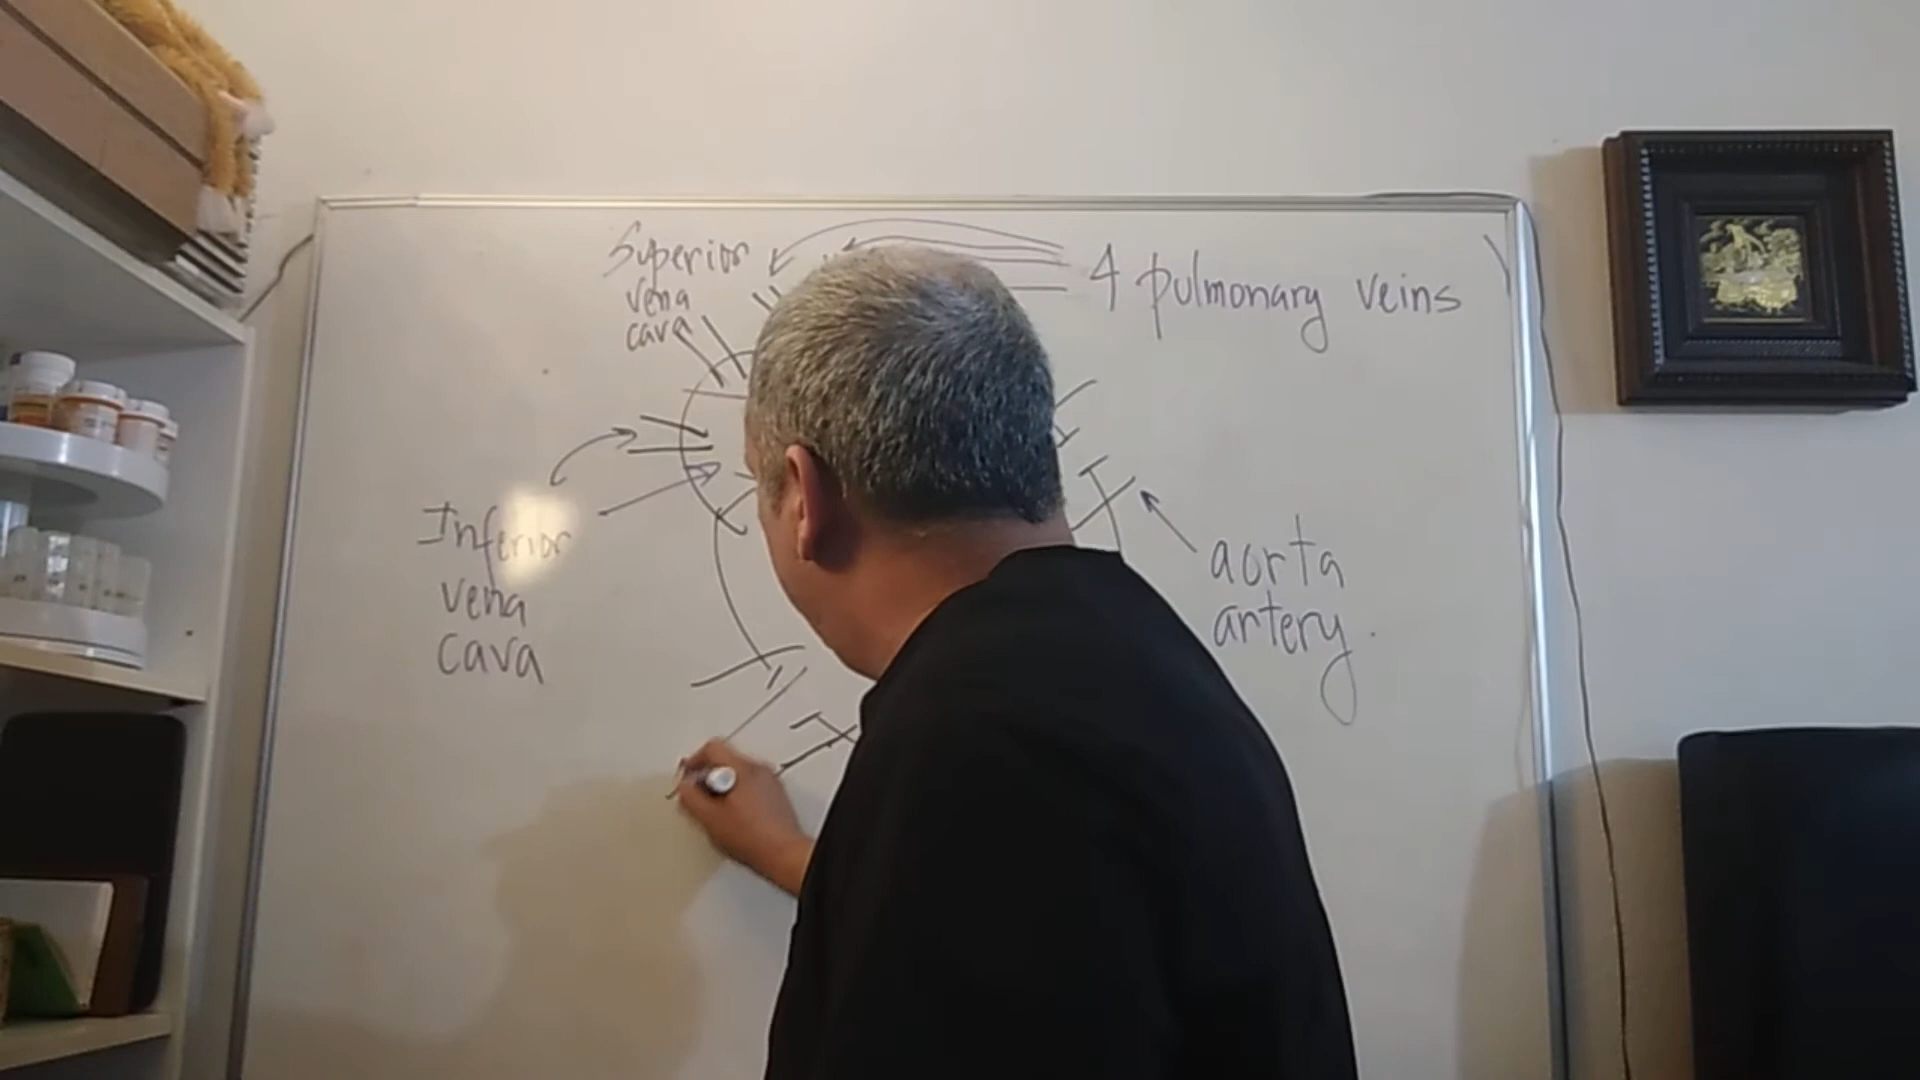 Superior
vena
cava
4 pulmonary veins
Inferior
vena
cava
aorta
artery.